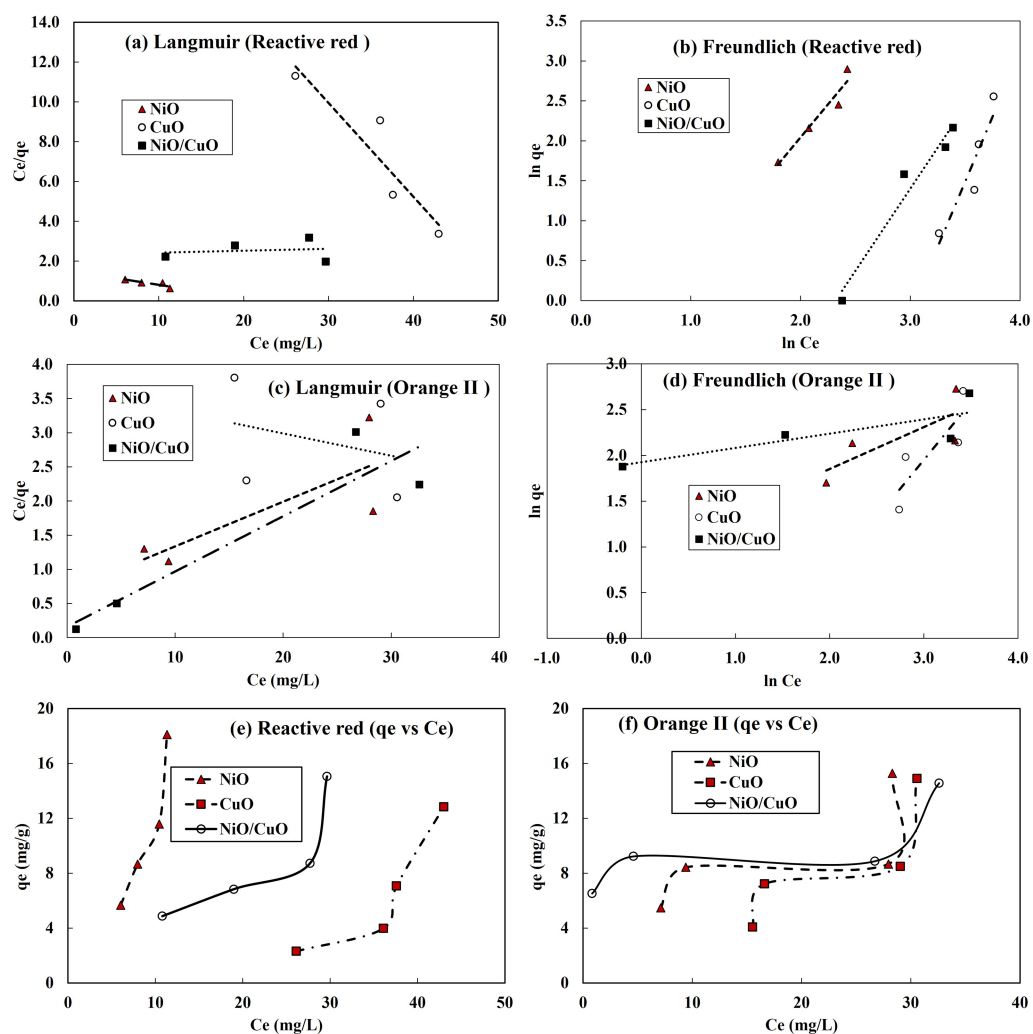 (a) Langmuir (Reactive red )
NiO
CuO
NiO/CuO
Ce/qe
14.0
12.0
10.0
8.0
6.0
4.0
2.0
0.0
0 10 20 30 40 50
Ce (mg/L)
(b) Freundlich (Reactive red)
NiO
CuO
NiO/CuO
ln qe
3.5
3.0
2.5
2.0
1.5
1.0
0.5
0.0
0.0 1.0 2.0 3.0 4.0
ln Ce
(c) Langmuir (Orange II )
NiO
CuO
NiO/CuO
Ce/qe
4.0
3.5
3.0
2.5
2.0
1.5
1.0
0.5
0.0
0 10 20 30 40
Ce (mg/L)
(d) Freundlich (Orange II )
NiO
CuO
NiO/CuO
ln qe
3.0
2.5
2.0
1.5
1.0
0.5
0.0
-1.0 0.0 1.0 2.0 3.0 4.0
ln Ce
(e) Reactive red (qe vs Ce)
NiO
CuO
NiO/CuO
qe (mg/g)
20
16
12
8
4
0
0 10 20 30 40 50
Ce (mg/L)
(f) Orange II (qe vs Ce)
NiO
CuO
NiO/CuO
qe (mg/g)
20
16
12
8
4
0
0 10 20 30 40
Ce (mg/L)